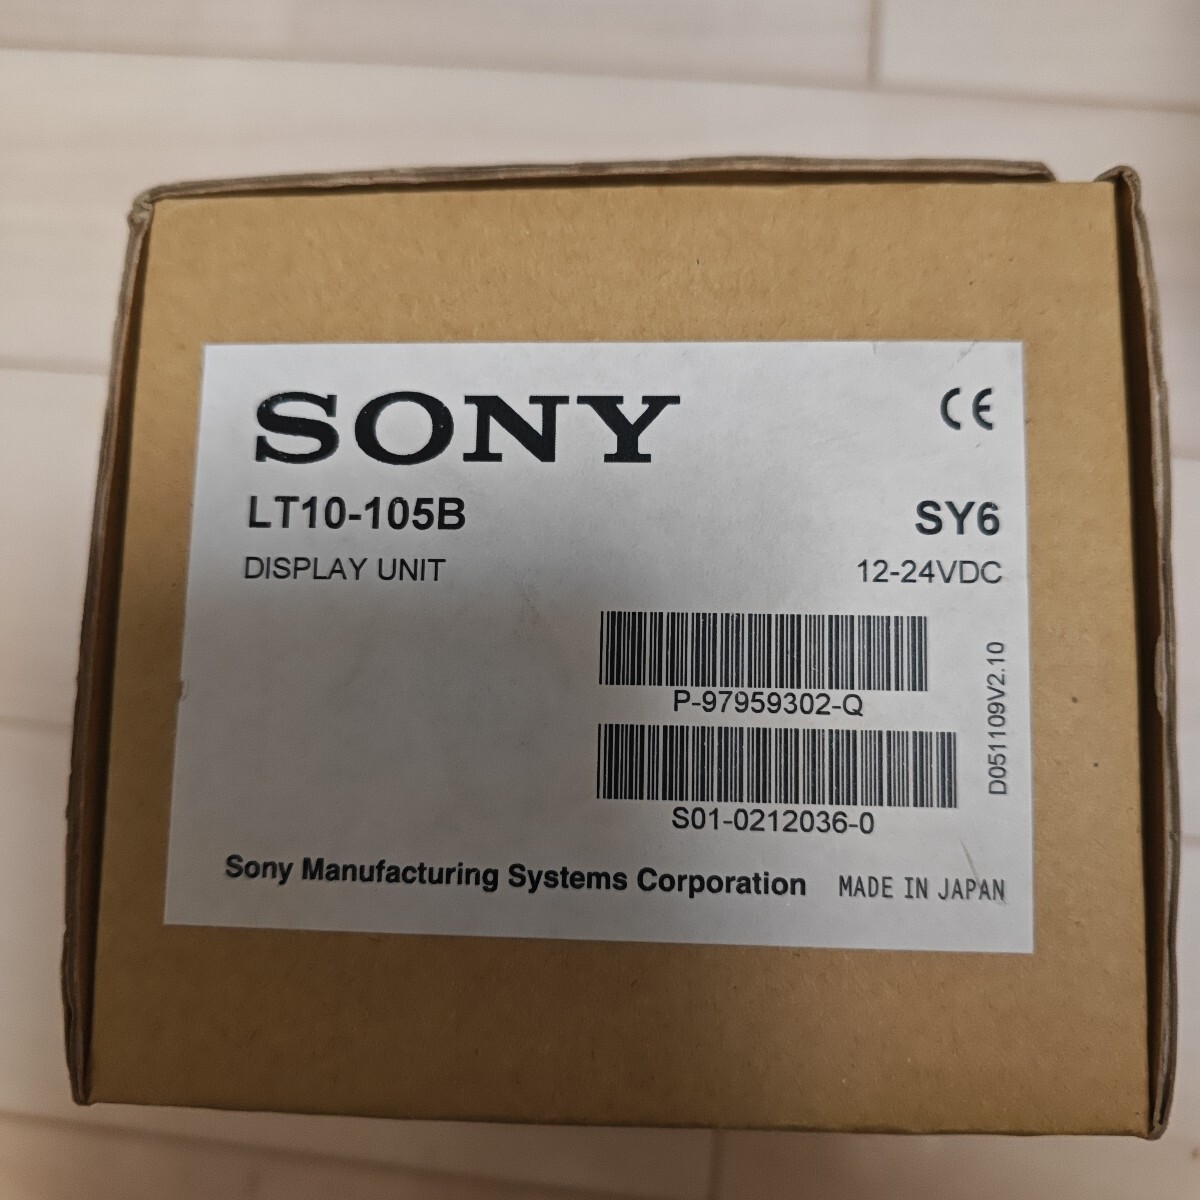 SONY
CE
LT10-105B
SY6
DISPLAY UNIT
12-24VDC
P-97959302-Q
S01-0212036-0
D051109V2.10
Sony Manufacturing Systems Corporation
MADE IN JAPAN